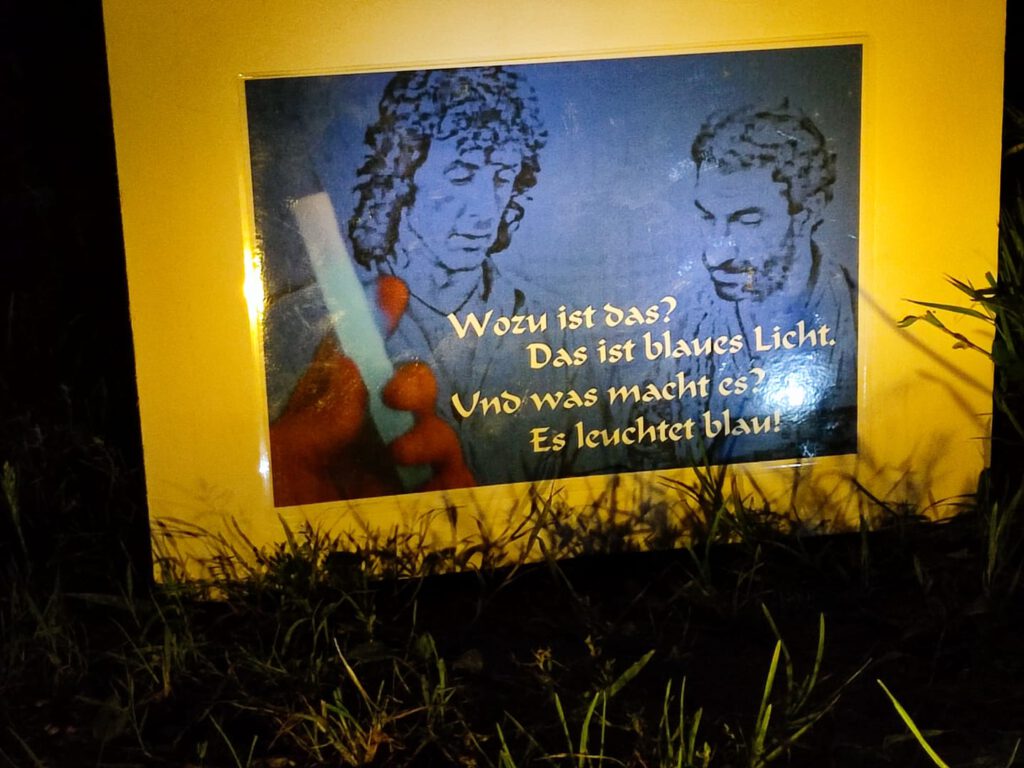 Wozu ist das?
Das ist blaues Licht.
Und was macht es?
Es leuchtet blau!